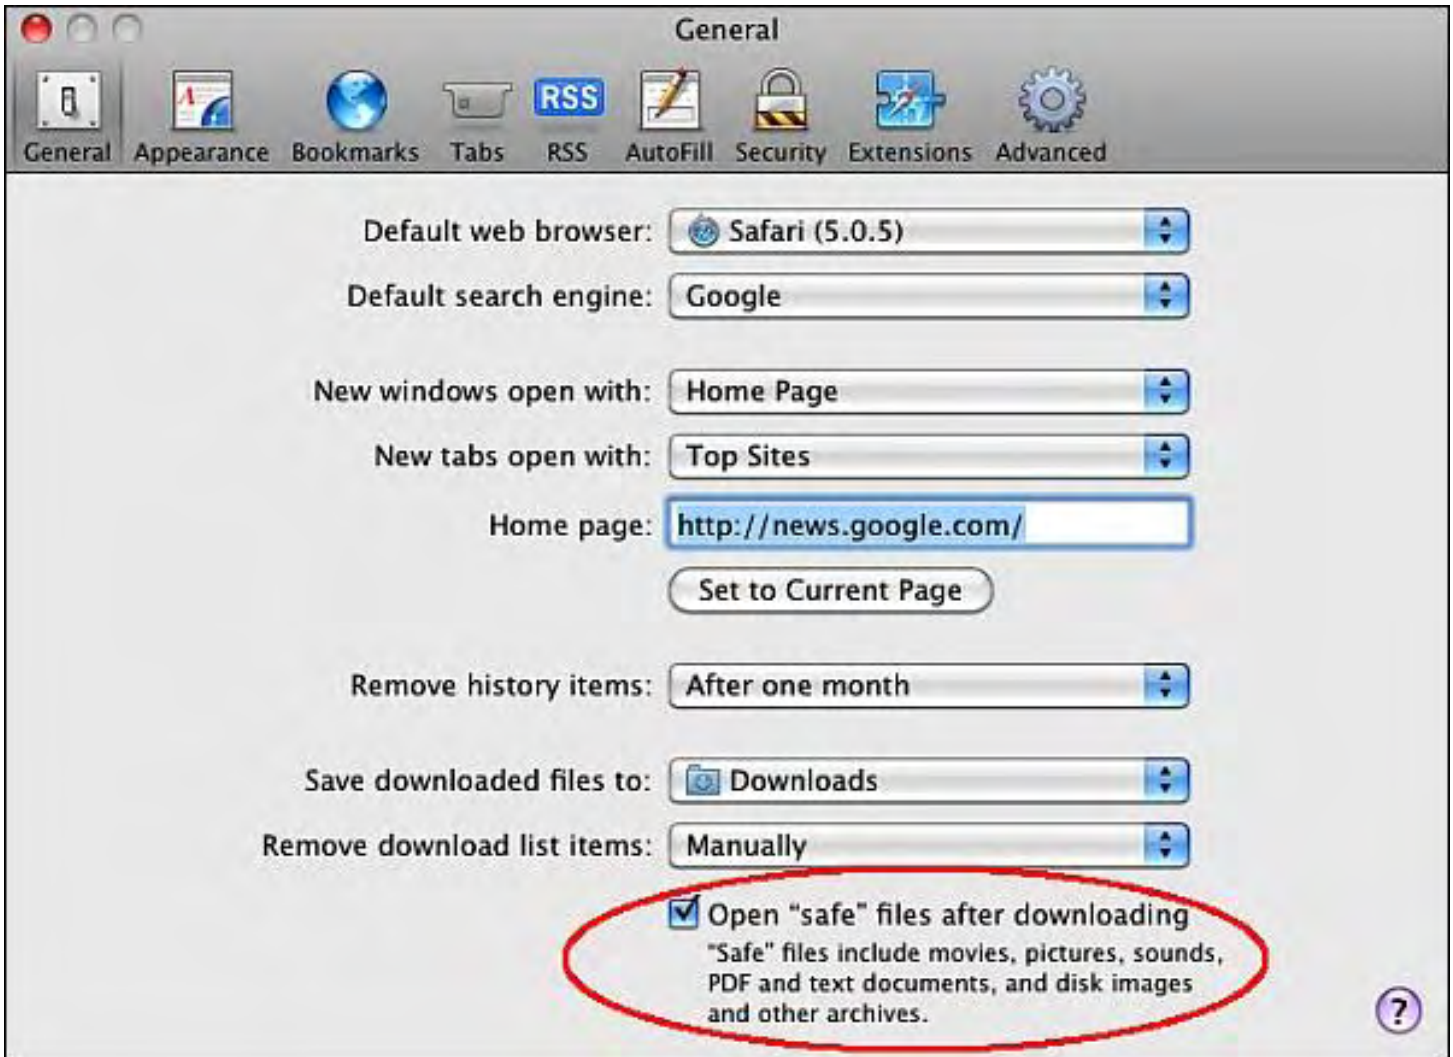 General
General Appearance Bookmarks Tabs RSS RSS AutoFill Security Extensions Advanced
Default web browser: Safari (5.0.5)
Default search engine: Google
New windows open with: Home Page
New tabs open with: Top Sites
Home page: http://news.google.com/
Set to Current Page
Remove history items: After one month
Save downloaded files to: Downloads
Remove download list items: Manually
Open “safe” files after downloading
“Safe” files include movies, pictures, sounds,
PDF and text documents, and disk images
and other archives.
?